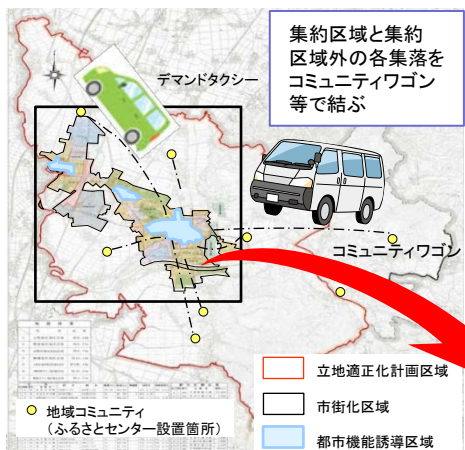 集約区域と集約
区域外の各集落を
コミュニティワゴン
等で結ぶ
デマンドタクシー
コミュニティワゴン
立地適正化計画区域
市街化区域
都市機能誘導区域
地域コミュニティ
(ふるさとセンター設置箇所)